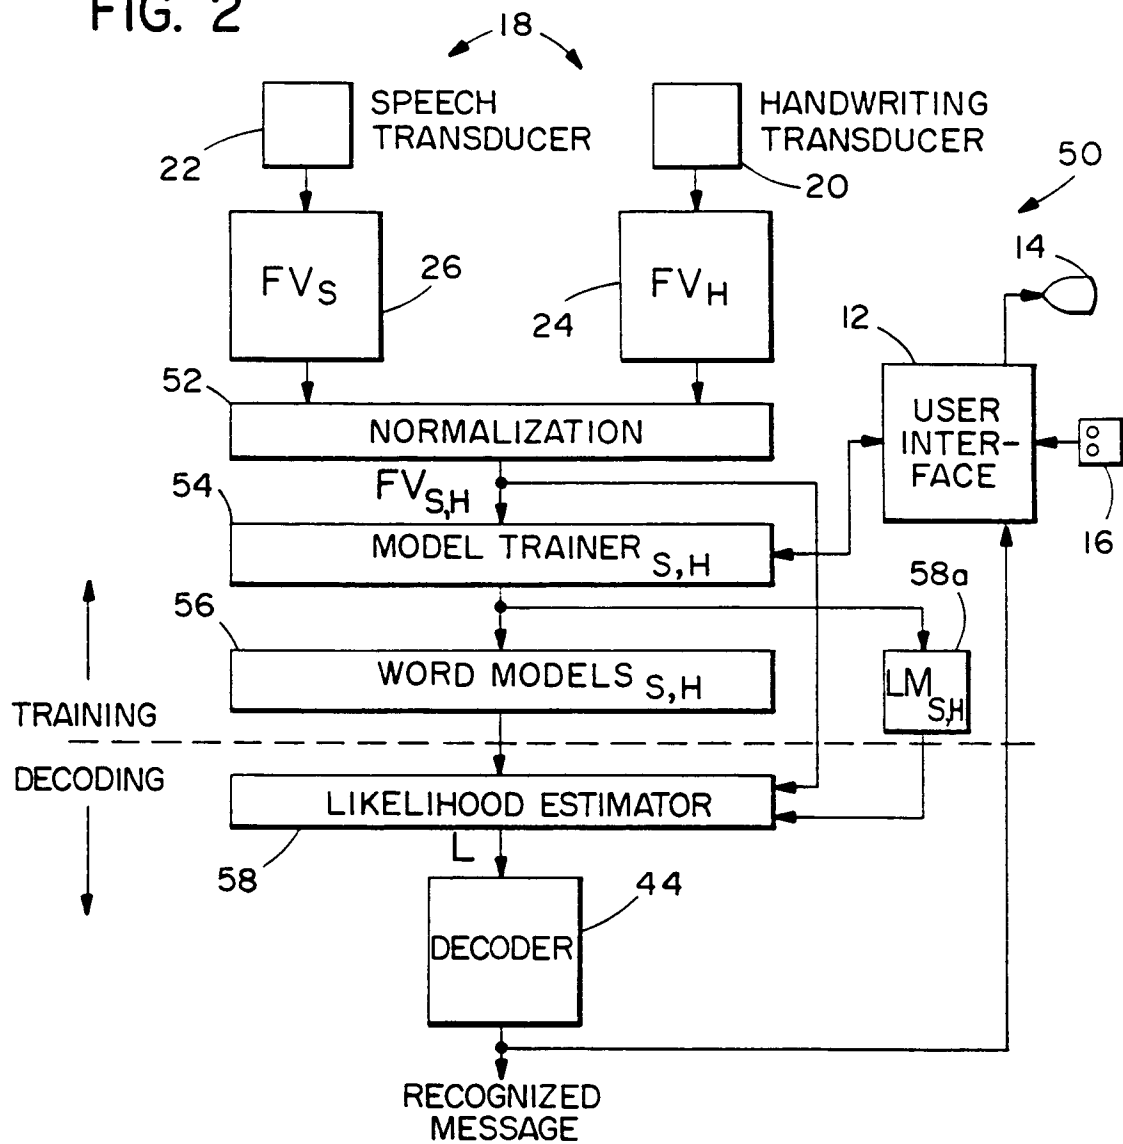 FIG. 2
18
SPEECH
TRANSDUCER
HANDWRITING
TRANSDUCER
22
20
50
FVS
26
FVH
24
14
12
52
NORMALIZATION
USER
INTER-
FACE
16
FVS,H
54
MODEL TRAINER S,H
58a
56
WORD MODELS S,H
LMS,H
TRAINING
DECODING
LIKELIHOOD ESTIMATOR
58
L
44
DECODER
RECOGNIZED
MESSAGE